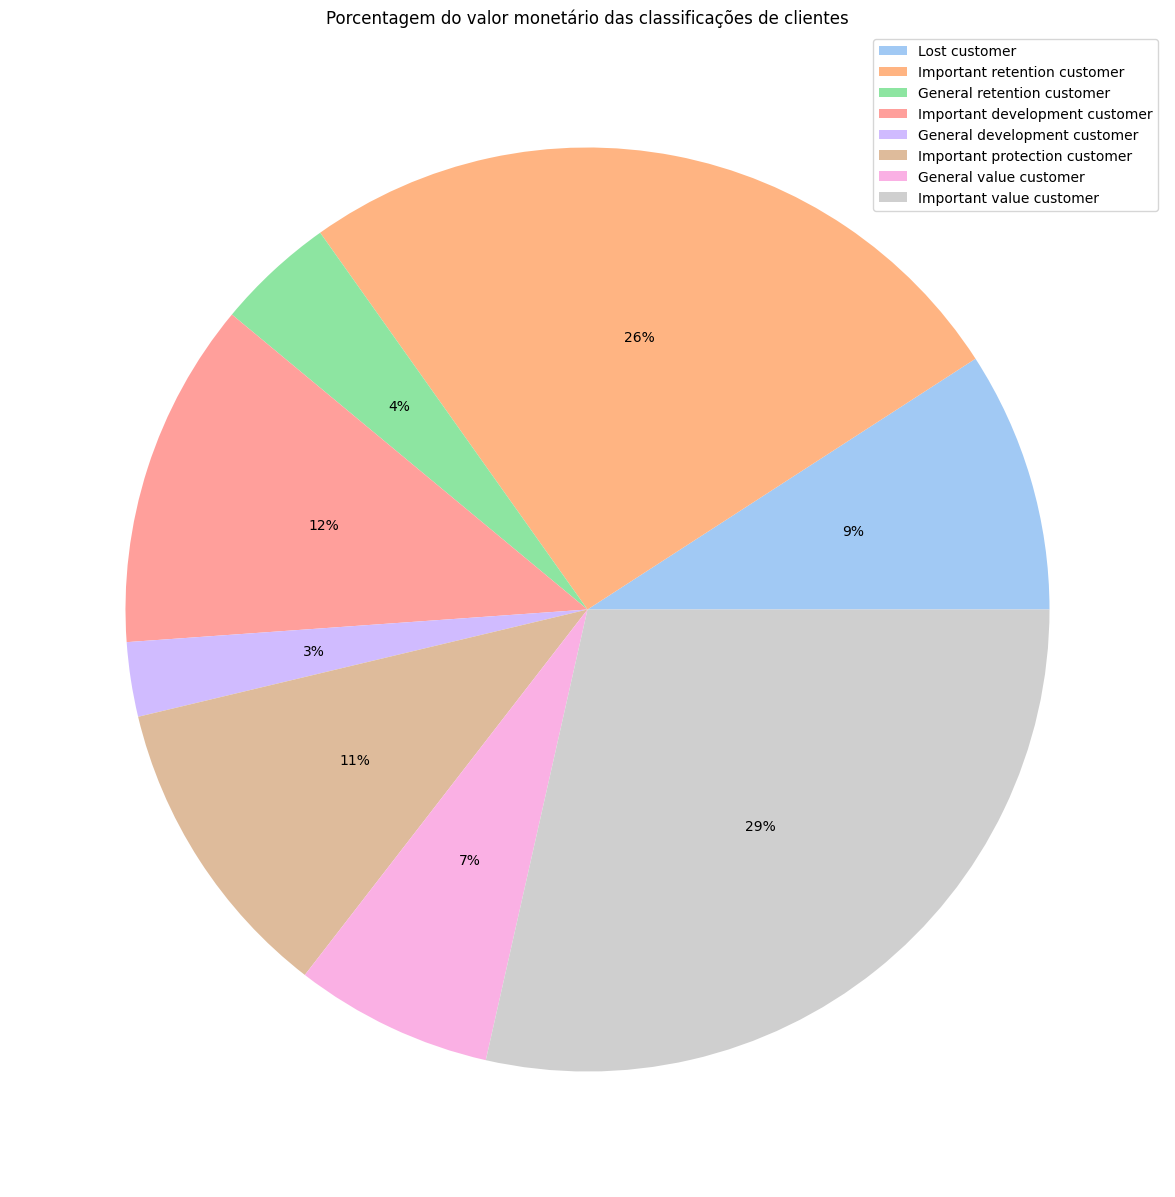 Porcentagem do valor monetário das classificações de clientes
Lost customer
Important retention customer
General retention customer
Important development customer
General development customer
Important protection customer
General value customer
Important value customer
26%
4%
9%
12%
3%
11%
29%
7%